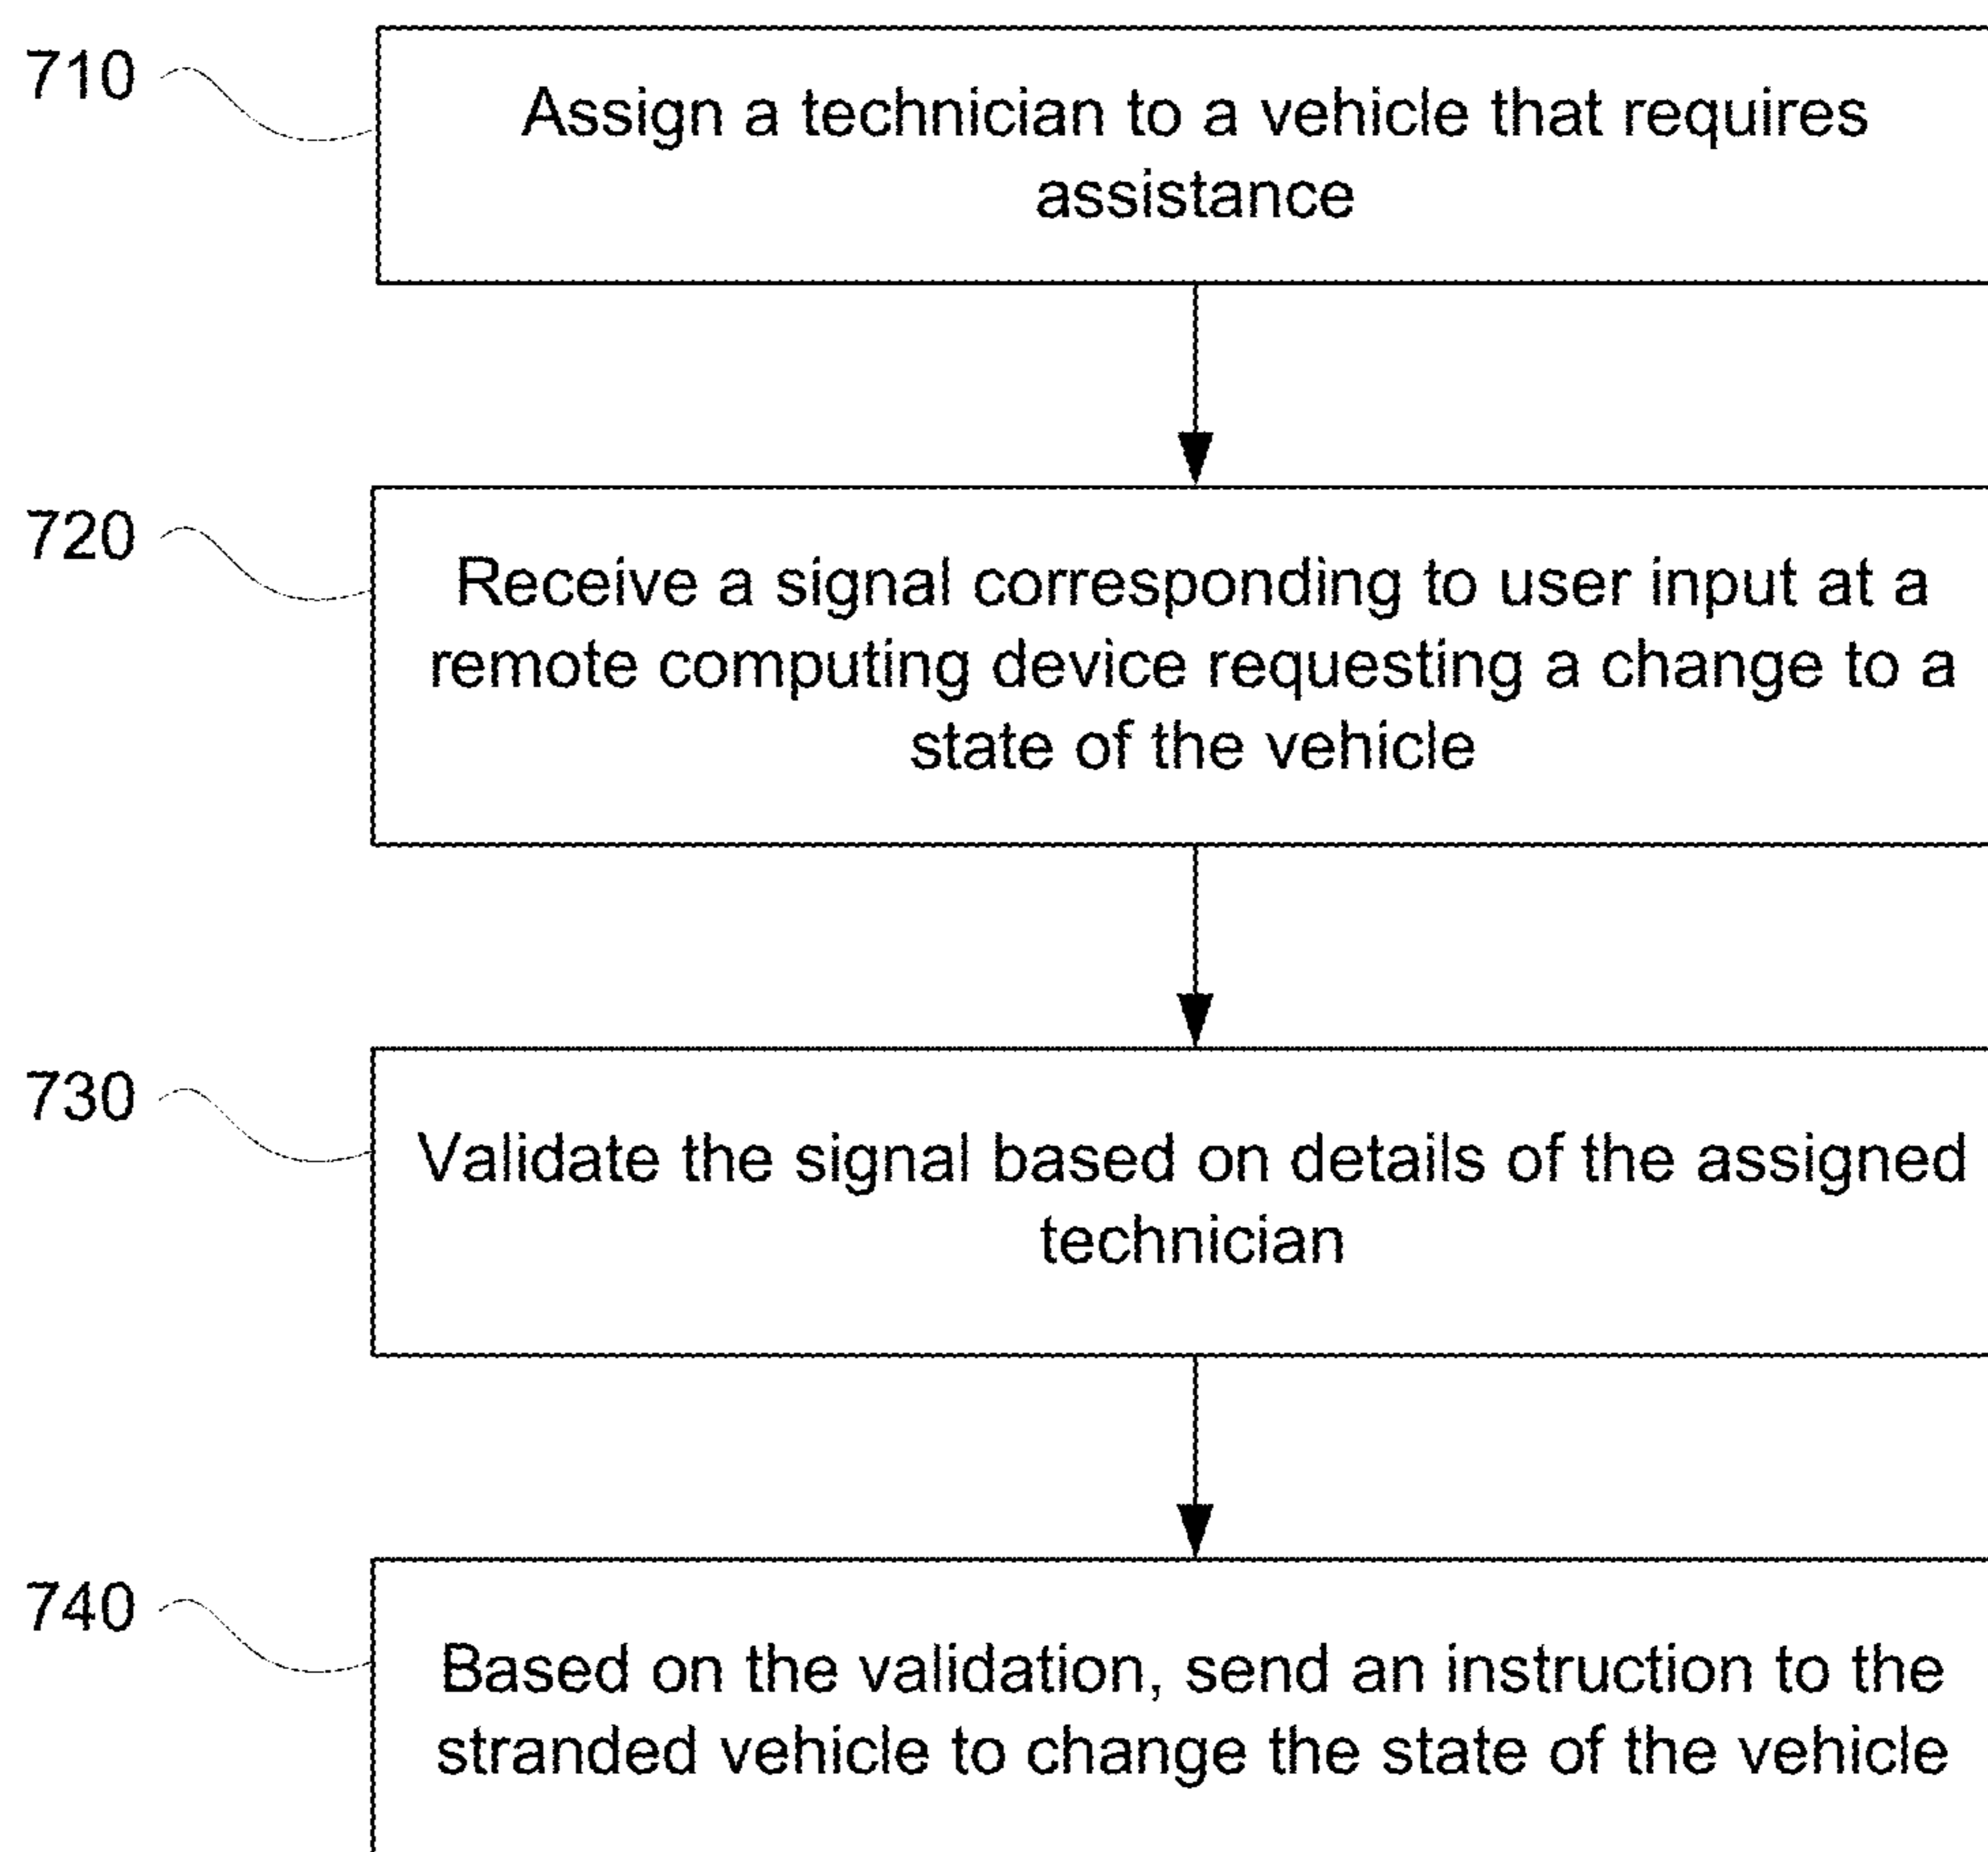 710
Assign a technician to a vehicle that requires
assistance
720
Receive a signal corresponding to user input at a
remote computing device requesting a change to a
state of the vehicle
730
Validate the signal based on details of the assigned
technician
740
Based on the validation, send an instruction to the
stranded vehicle to change the state of the vehicle